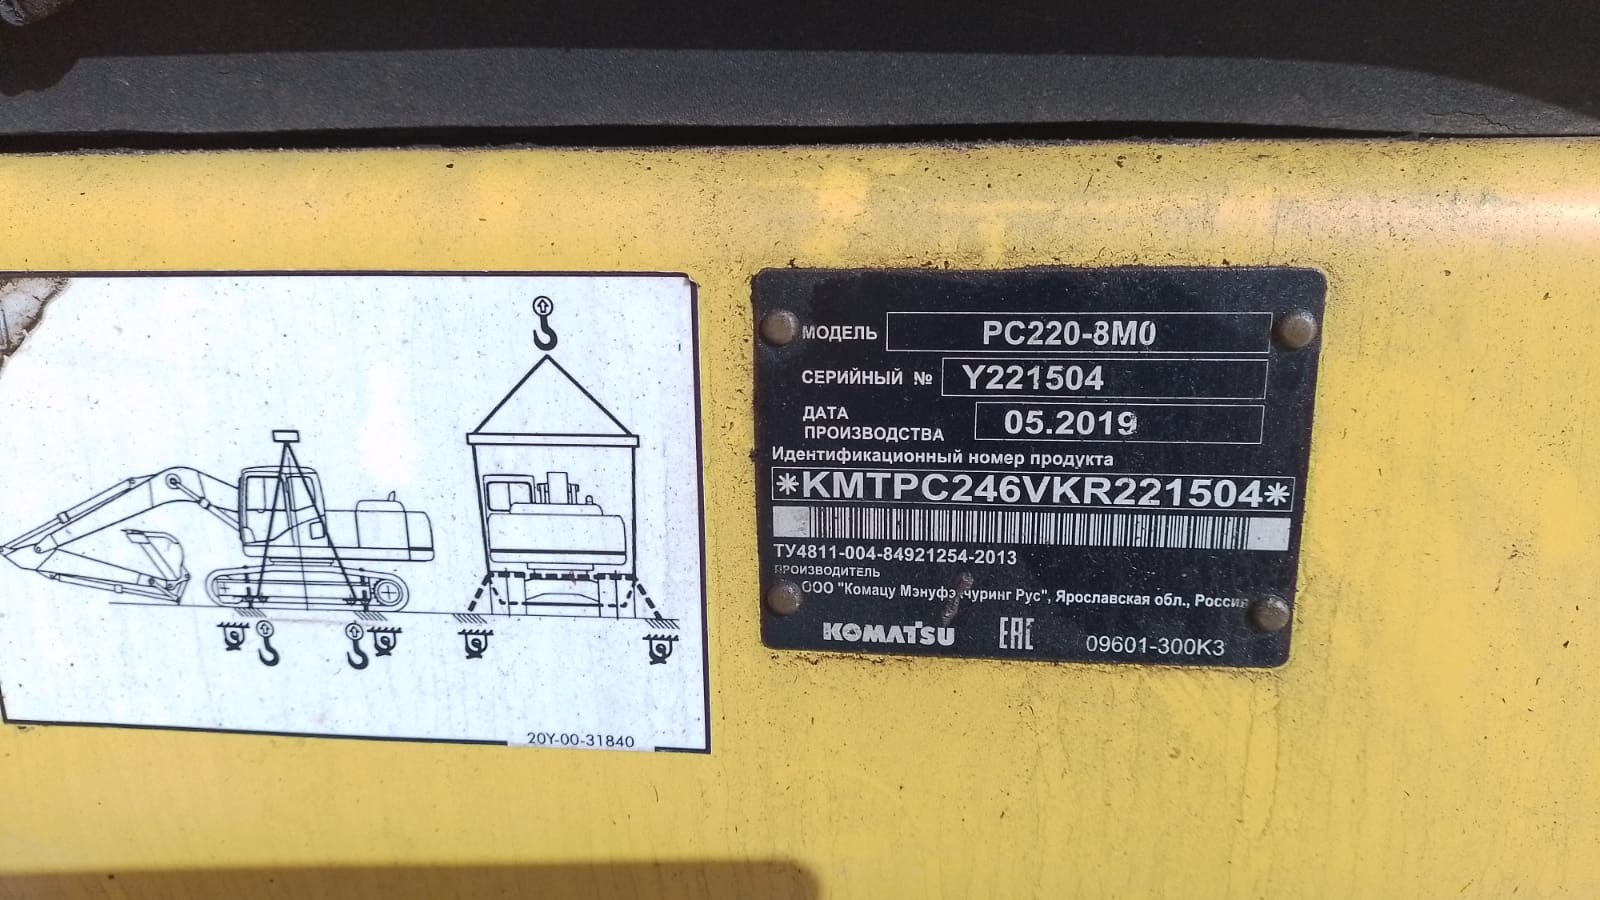 МОДЕЛЬ PC220-8M0
СЕРИЙНЫЙ № Y221504
ДАТА ПРОИЗВОДСТВА 05.2019
Идентификационный номер продукта
*KMTPC246VKR221504*
ТУ4811-004-84921254-2013
ПРОИЗВОДИТЕЛЬ
ООО "Комацу Мэнуфэкчуринг Рус", Ярославская обл., Россия
KOMATSU EAC 09601-300K3
20Y-00-31840